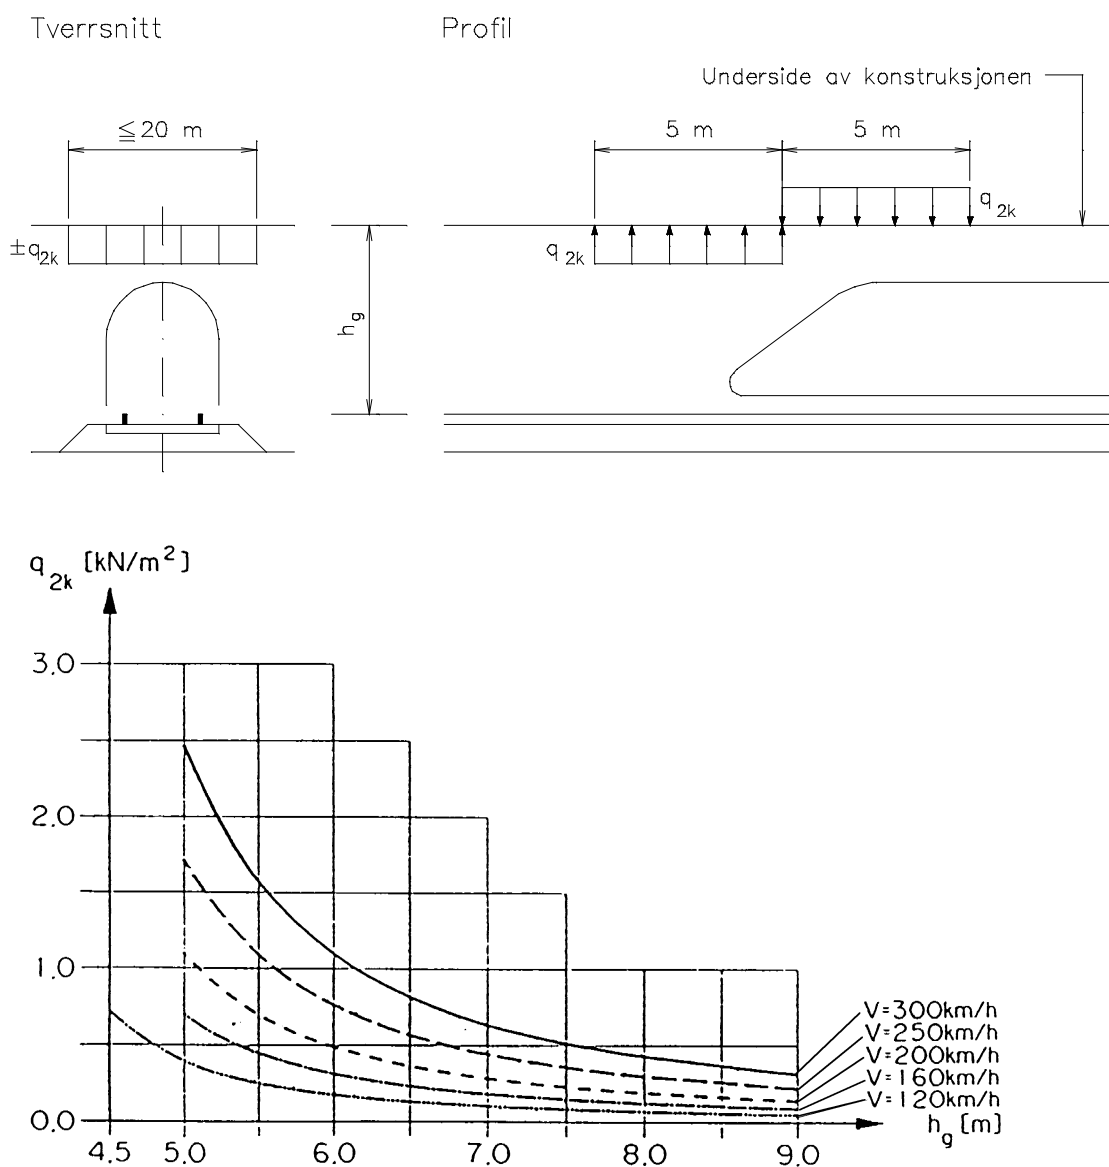 Tverrsnitt Profil
Underside av konstruksjonen
≦20 m 5 m 5 m
q2k
±q2k q2k
hg
q2k [kN/m²]
3.0
2.0
1.0
V=300km/h
V=250km/h
V=200km/h
V=160km/h
V=120km/h
0.0
hg [m]
4.5 5.0 6.0 7.0 8.0 9.0